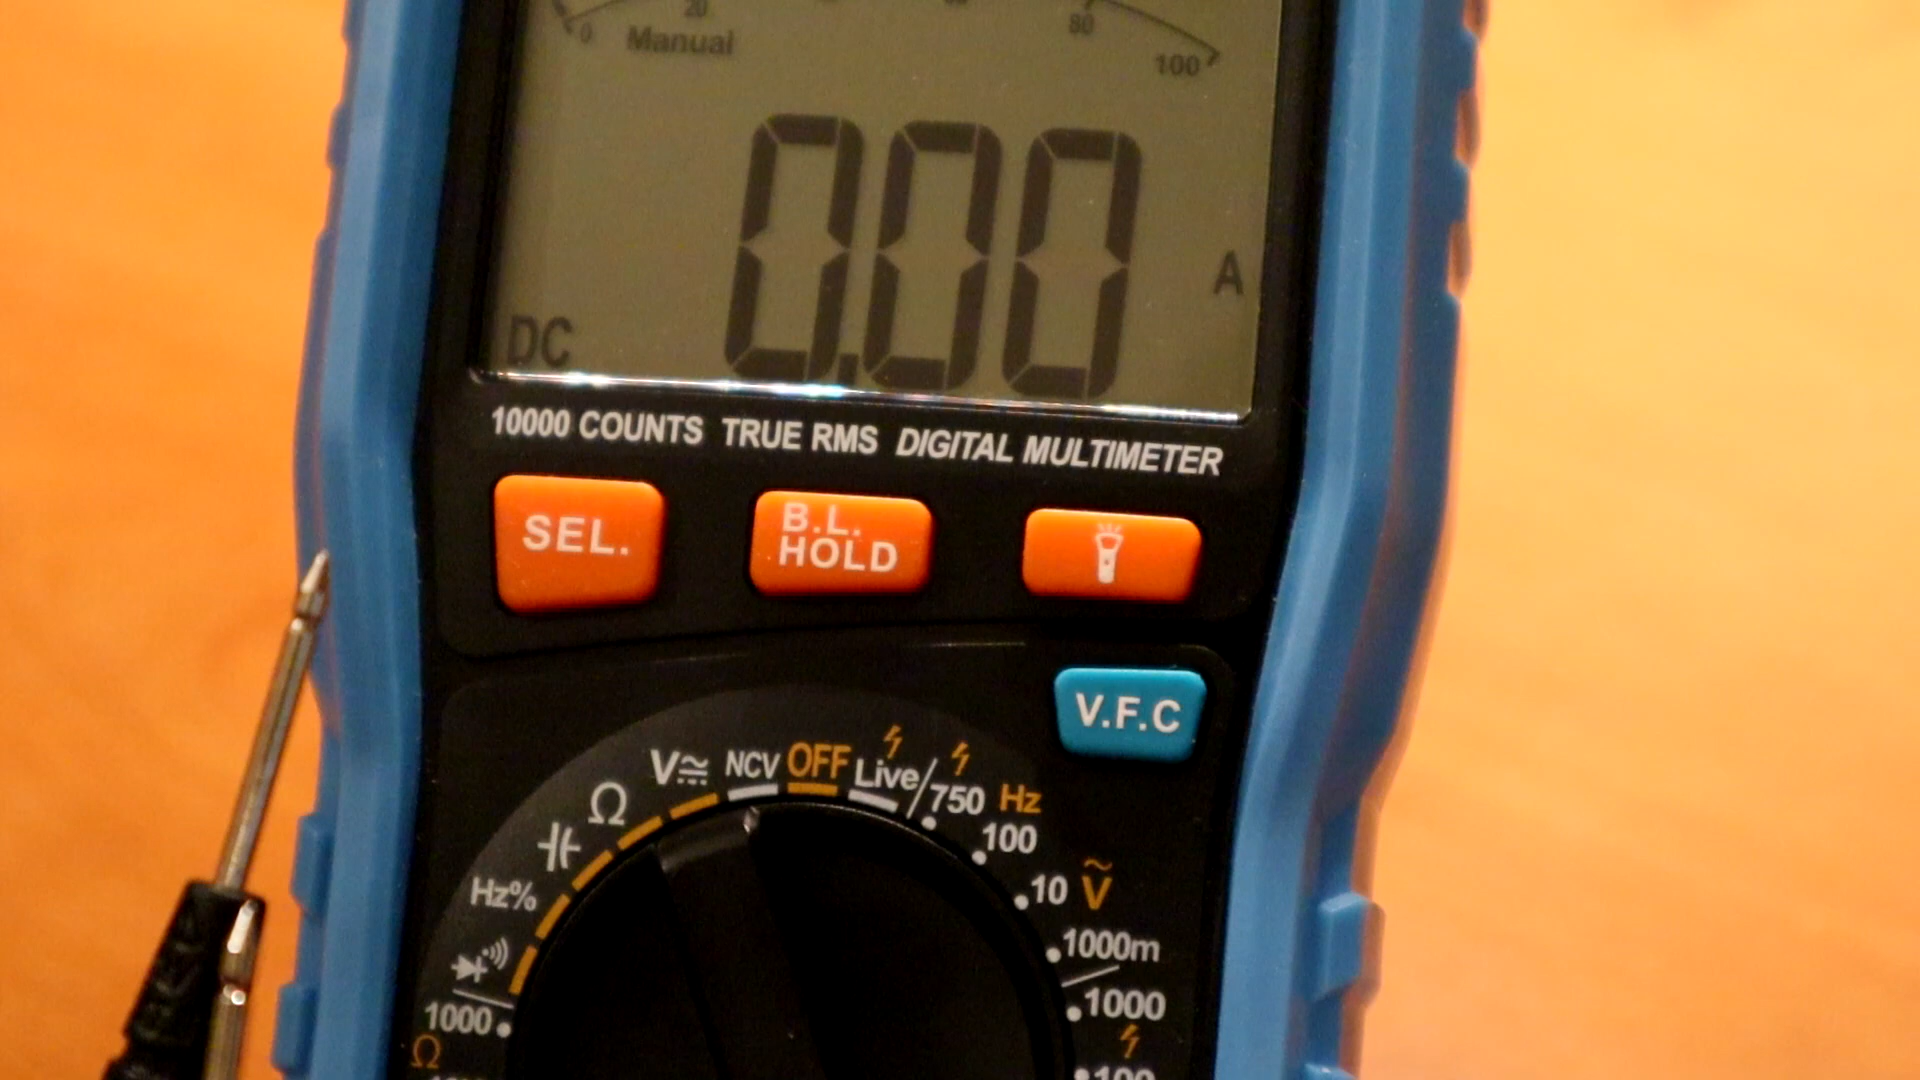 0 20 80 100
Manual
0.00 A
DC
10000 COUNTS TRUE RMS DIGITAL MULTIMETER
SEL.
B.L.
HOLD
V.F.C
V NCV OFF Live/750 Hz
Ω
100
Hz%
10 V
1000m
1000
1000
Ω
100